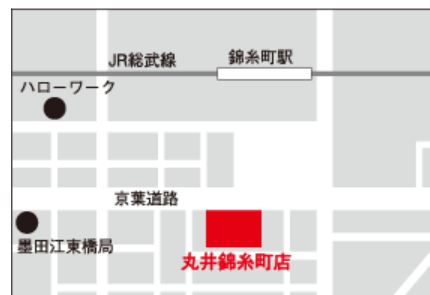 JR総武線
錦糸町駅
ハローワーク
京葉道路
墨田江東橋局
丸井錦糸町店